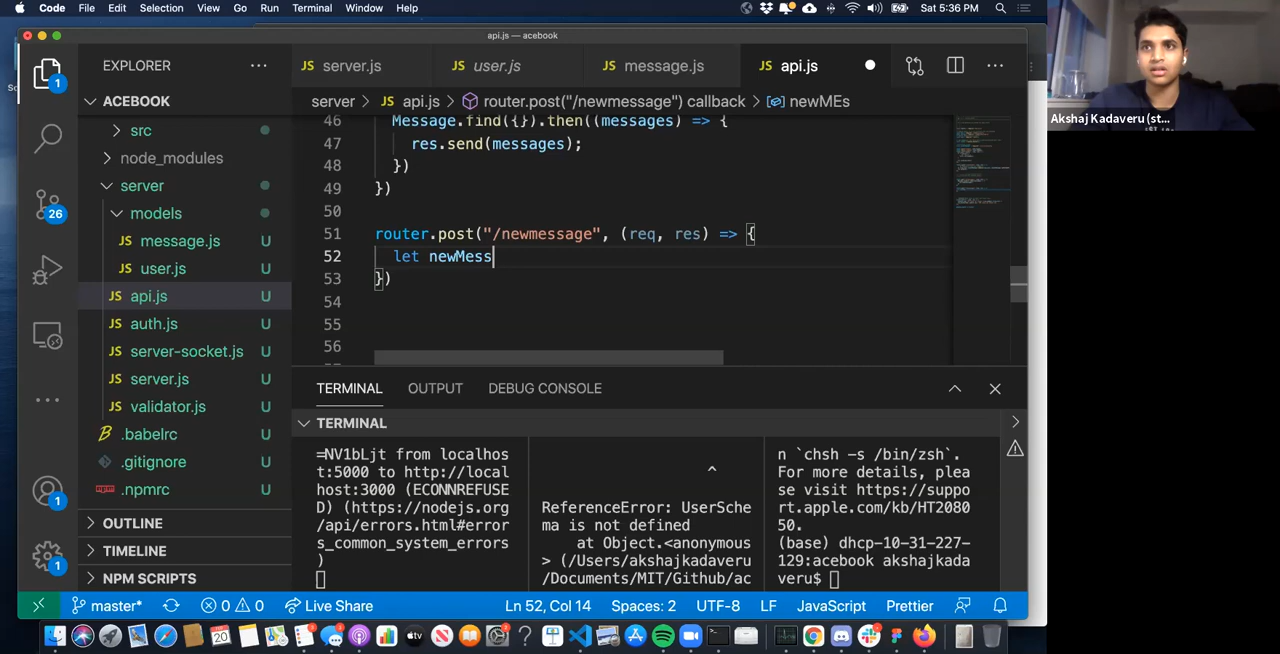 Code File Edit Selection View Go Run Terminal Window Help Sat 5:36 PM
api.js — acebook
EXPLORER
server.js user.js message.js api.js
server > api.js > router.post("/newmessage") callback > newMEs
ACEBOOK
src
node_modules
server
models
message.js U
user.js U
api.js U
auth.js U
server-socket.js U
server.js U
validator.js U
.babelrc U
.gitignore U
.npmrc U
OUTLINE
TIMELINE
NPM SCRIPTS
1
26
1
1
46 Message.find({}).then((messages) => {
47 res.send(messages);
48 })
49 })
50
51 router.post("/newmessage", (req, res) => {
52 let newMess
53 })
54
55
56
TERMINAL OUTPUT DEBUG CONSOLE
TERMINAL
=NV1bLjt from localhos
t:5000 to http://local
host:3000 (ECONNREFUSE
D) (https://nodejs.org
/api/errors.html#error
s_common_system_errors
)
ReferenceError: UserSche
ma is not defined
at Object.<anonymous
> (/Users/akshajkadaveru
/Documents/MIT/Github/ac
n `chsh -s /bin/zsh`.
For more details, plea
se visit https://suppo
rt.apple.com/kb/HT2080
50.
(base) dhcp-10-31-227-
129:acebook akshajkada
veru$
master* 0 0 Live Share Ln 52, Col 14 Spaces: 2 UTF-8 LF JavaScript Prettier
Akshaj Kadaveru (st...